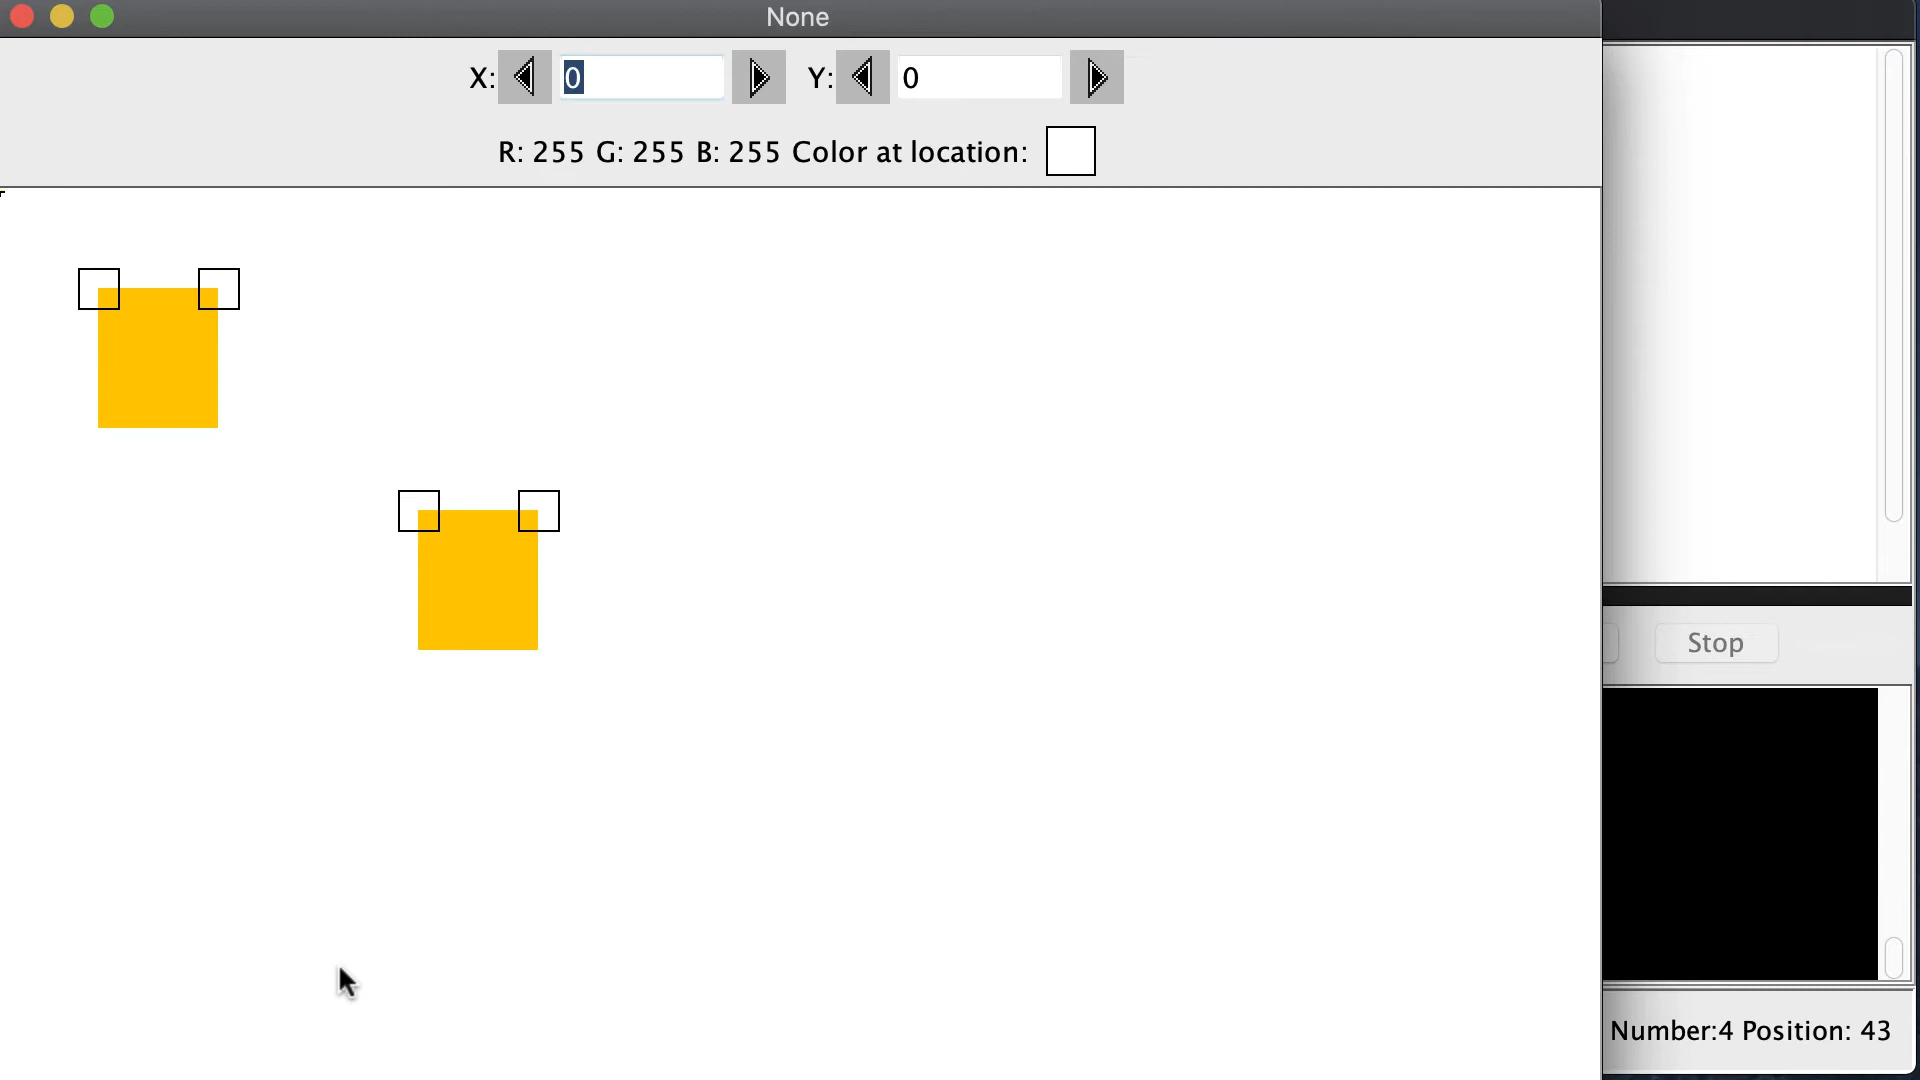 None
X: 0 Y: 0
R: 255 G: 255 B: 255 Color at location:
Stop
Number:4 Position: 43